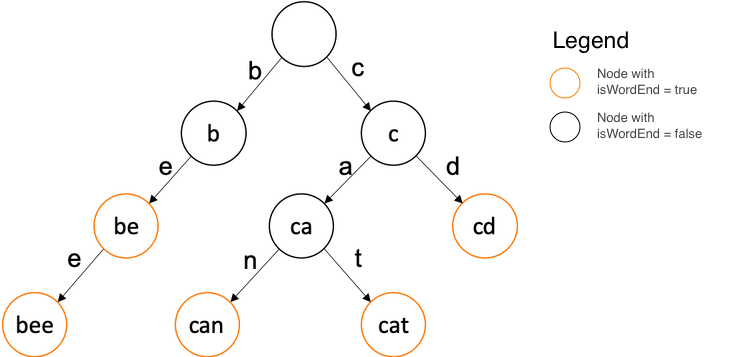 Legend
Node with
isWordEnd = true
Node with
isWordEnd = false
b
c
b
c
e
a
d
be
ca
cd
e
n
t
bee
can
cat